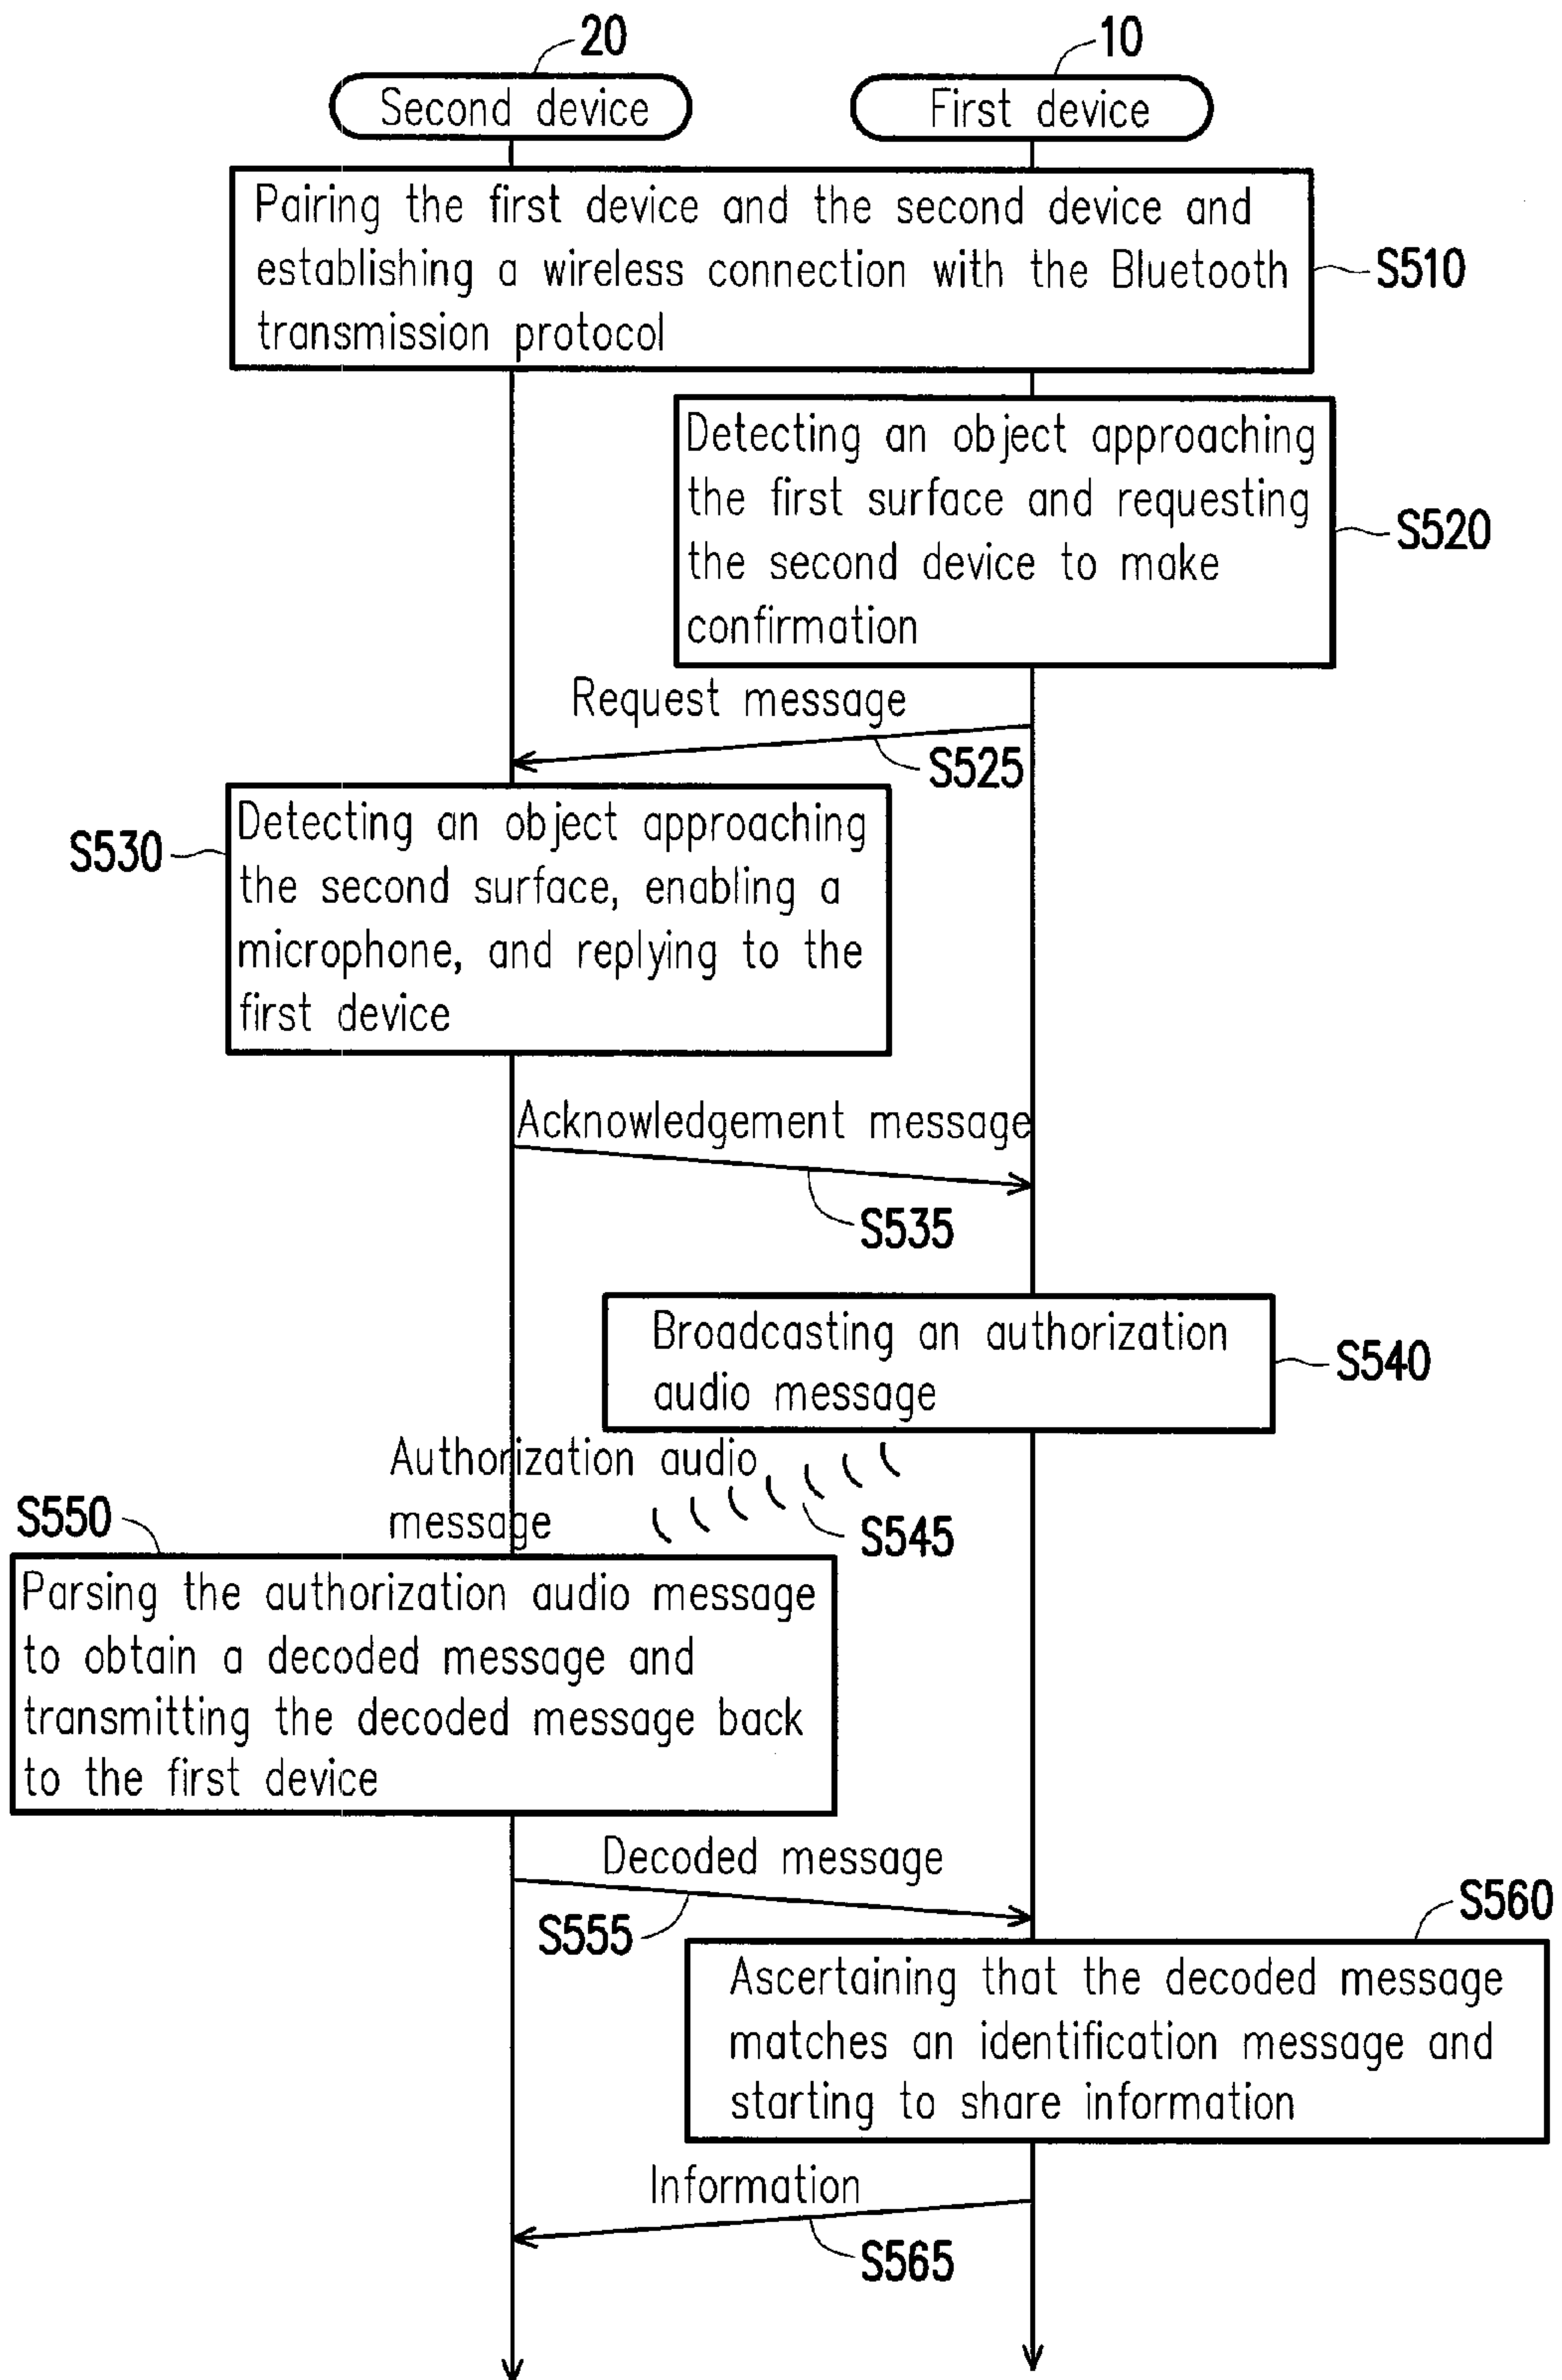 20
10
Second device
First device
Pairing the first device and the second device and
establishing a wireless connection with the Bluetooth
transmission protocol
S510
Detecting an object approaching
the first surface and requesting
the second device to make
confirmation
S520
Request message
S525
S530
Detecting an object approaching
the second surface, enabling a
microphone, and replying to the
first device
Acknowledgement message
S535
Broadcasting an authorization
audio message
S540
Authorization audio
message
S545
S550
Parsing the authorization audio message
to obtain a decoded message and
transmitting the decoded message back
to the first device
Decoded message
S555
S560
Ascertaining that the decoded message
matches an identification message and
starting to share information
Information
S565